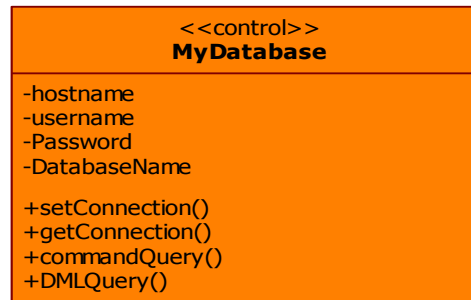 <<control>>
MyDatabase
-hostname
-username
-Password
-DatabaseName
+setConnection()
+getConnection()
+commandQuery()
+DMLQuery()